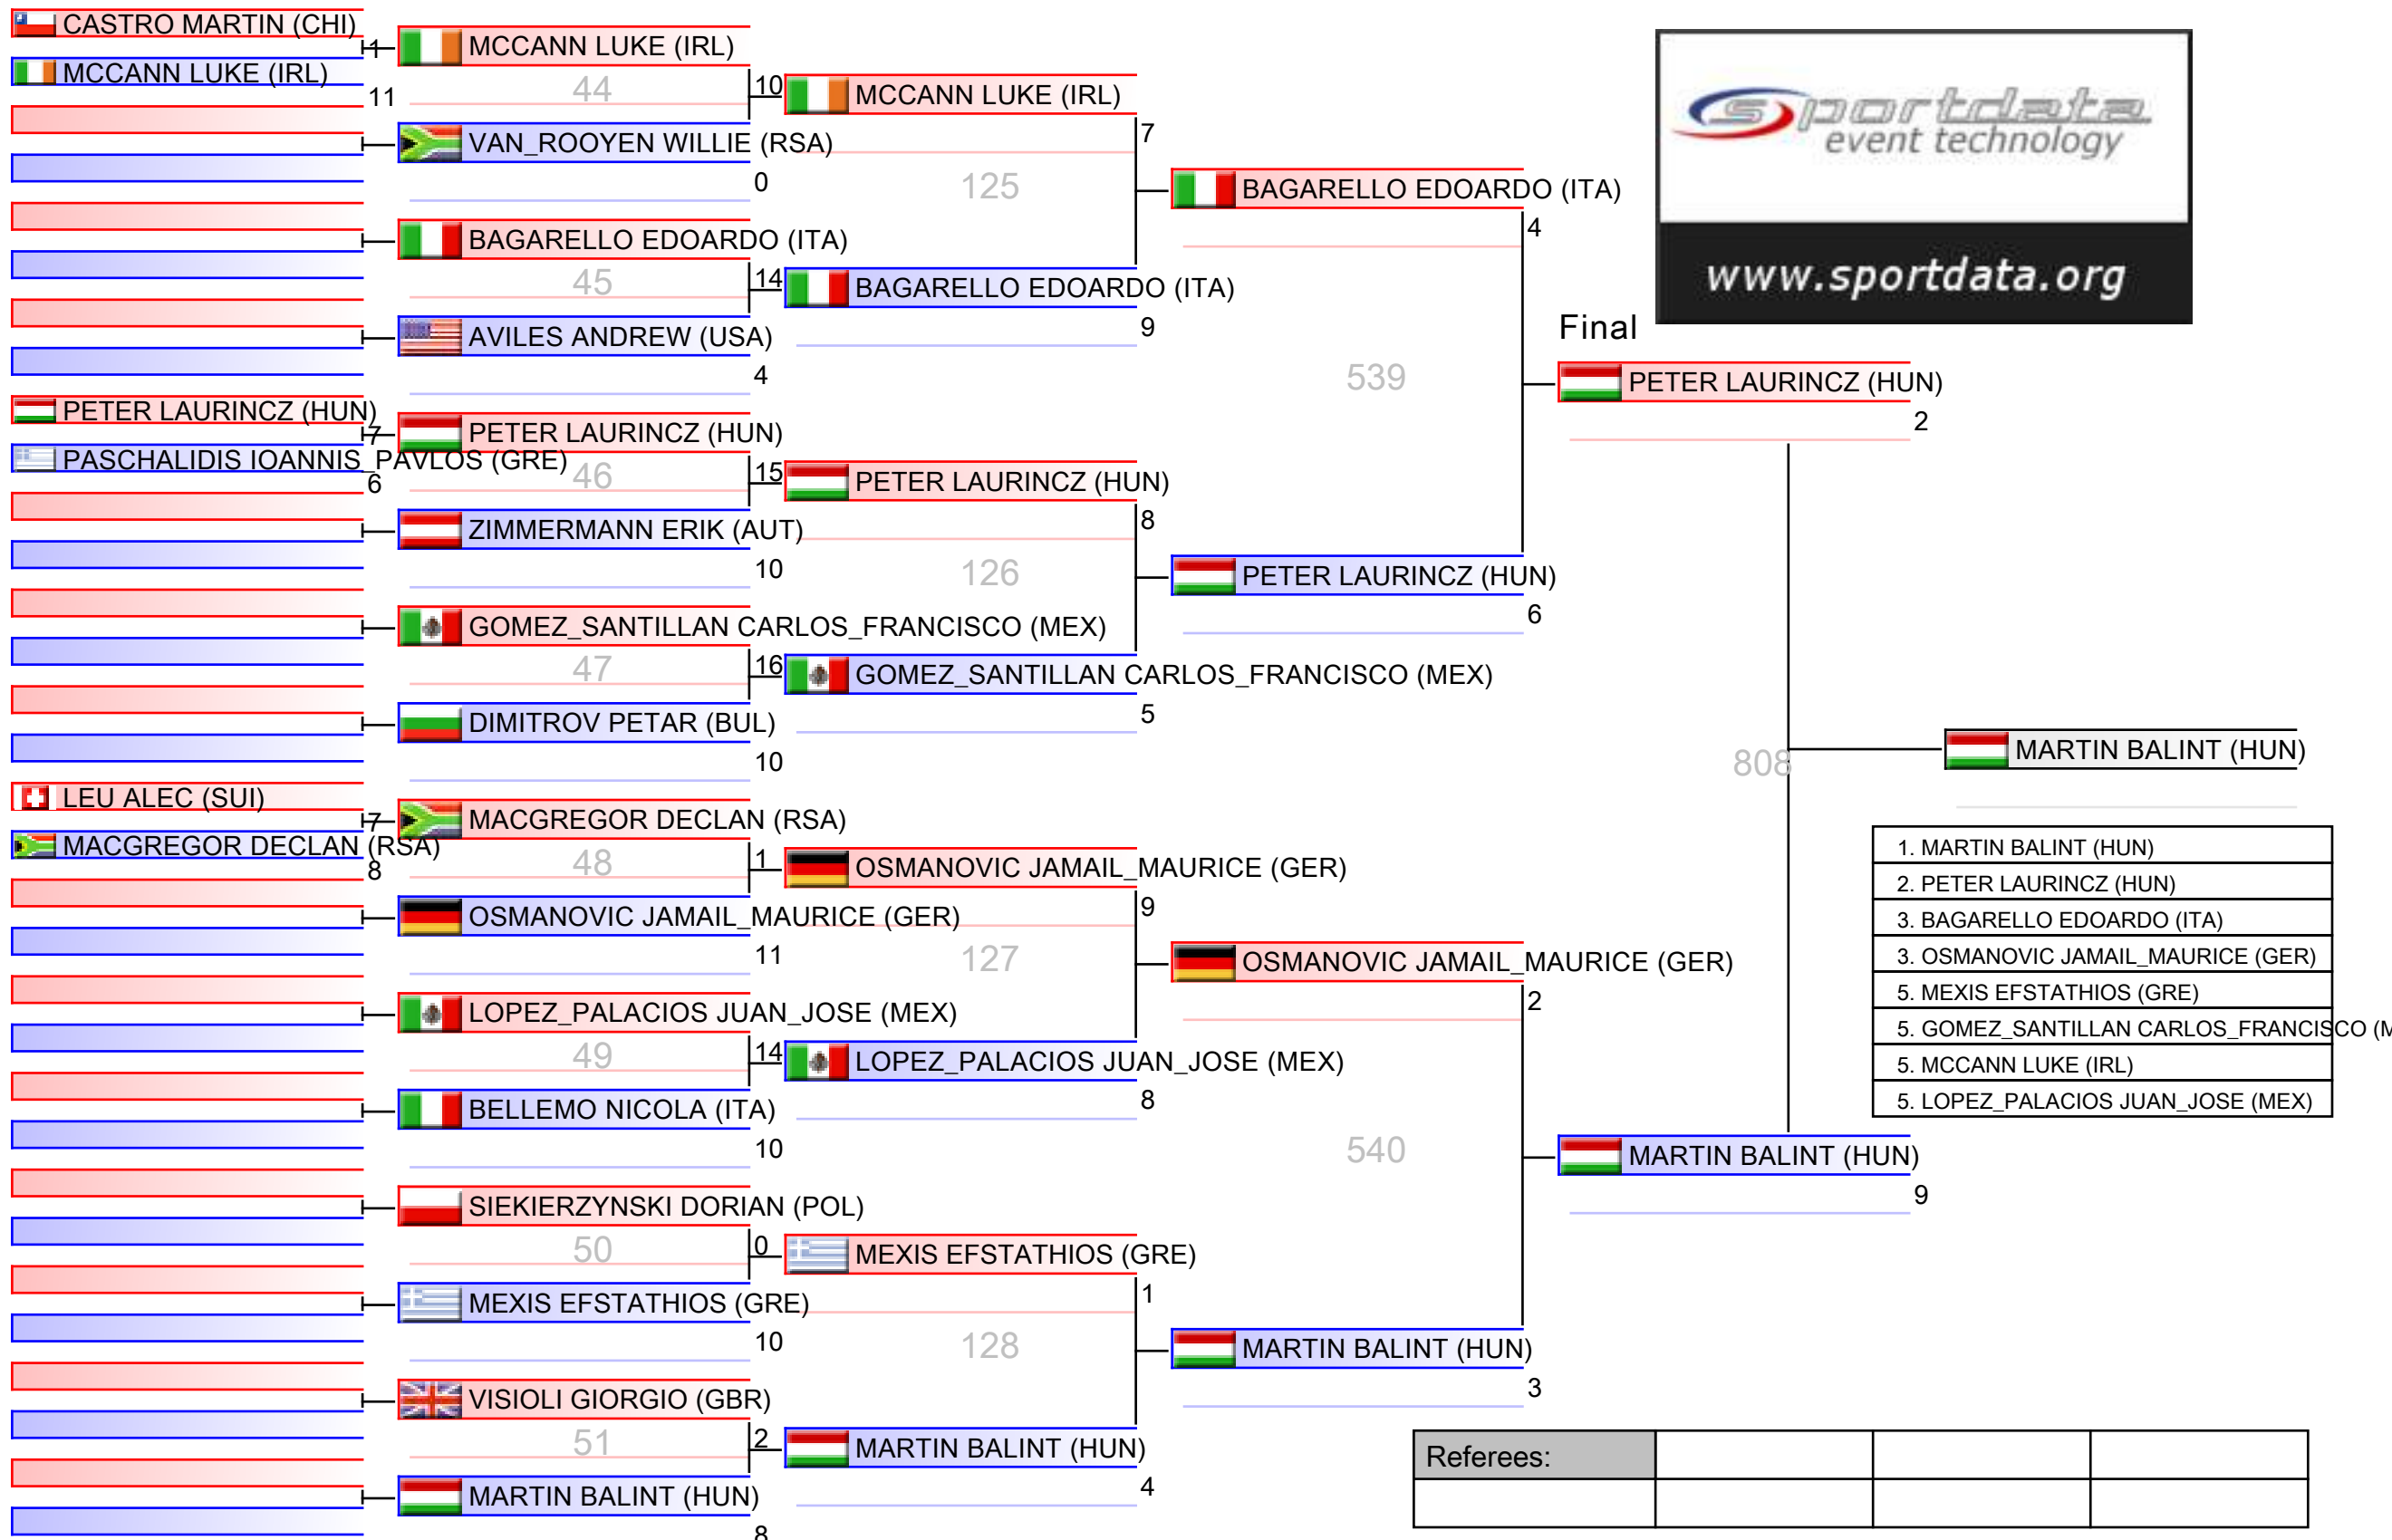 CASTRO MARTIN (CHI)
1
MCCANN LUKE (IRL)
11
PETER LAURINCZ (HUN)
7
PASCHALIDIS IOANNIS_PAVLOS (GRE)
6
LEU ALEC (SUI)
7
MACGREGOR DECLAN (RSA)
8
MCCANN LUKE (IRL)
10
44
VAN_ROOYEN WILLIE (RSA)
0
BAGARELLO EDOARDO (ITA)
14
45
AVILES ANDREW (USA)
4
PETER LAURINCZ (HUN)
15
46
ZIMMERMANN ERIK (AUT)
10
GOMEZ_SANTILLAN CARLOS_FRANCISCO (MEX)
16
47
DIMITROV PETAR (BUL)
10
MACGREGOR DECLAN (RSA)
1
48
OSMANOVIC JAMAIL_MAURICE (GER)
11
LOPEZ_PALACIOS JUAN_JOSE (MEX)
14
49
BELLEMO NICOLA (ITA)
10
SIEKIERZYNSKI DORIAN (POL)
0
50
MEXIS EFSTATHIOS (GRE)
10
VISIOLI GIORGIO (GBR)
2
51
MARTIN BALINT (HUN)
8
MCCANN LUKE (IRL)
7
125
BAGARELLO EDOARDO (ITA)
9
PETER LAURINCZ (HUN)
8
126
GOMEZ_SANTILLAN CARLOS_FRANCISCO (MEX)
5
OSMANOVIC JAMAIL_MAURICE (GER)
9
127
LOPEZ_PALACIOS JUAN_JOSE (MEX)
8
MEXIS EFSTATHIOS (GRE)
1
128
MARTIN BALINT (HUN)
4
BAGARELLO EDOARDO (ITA)
4
539
PETER LAURINCZ (HUN)
6
OSMANOVIC JAMAIL_MAURICE (GER)
2
540
MARTIN BALINT (HUN)
3
Final
PETER LAURINCZ (HUN)
2
808
MARTIN BALINT (HUN)
9
MARTIN BALINT (HUN)
sportdata
event technology
www.sportdata.org
1. MARTIN BALINT (HUN)
2. PETER LAURINCZ (HUN)
3. BAGARELLO EDOARDO (ITA)
3. OSMANOVIC JAMAIL_MAURICE (GER)
5. MEXIS EFSTATHIOS (GRE)
5. GOMEZ_SANTILLAN CARLOS_FRANCISCO (M
5. MCCANN LUKE (IRL)
5. LOPEZ_PALACIOS JUAN_JOSE (MEX)
Referees: